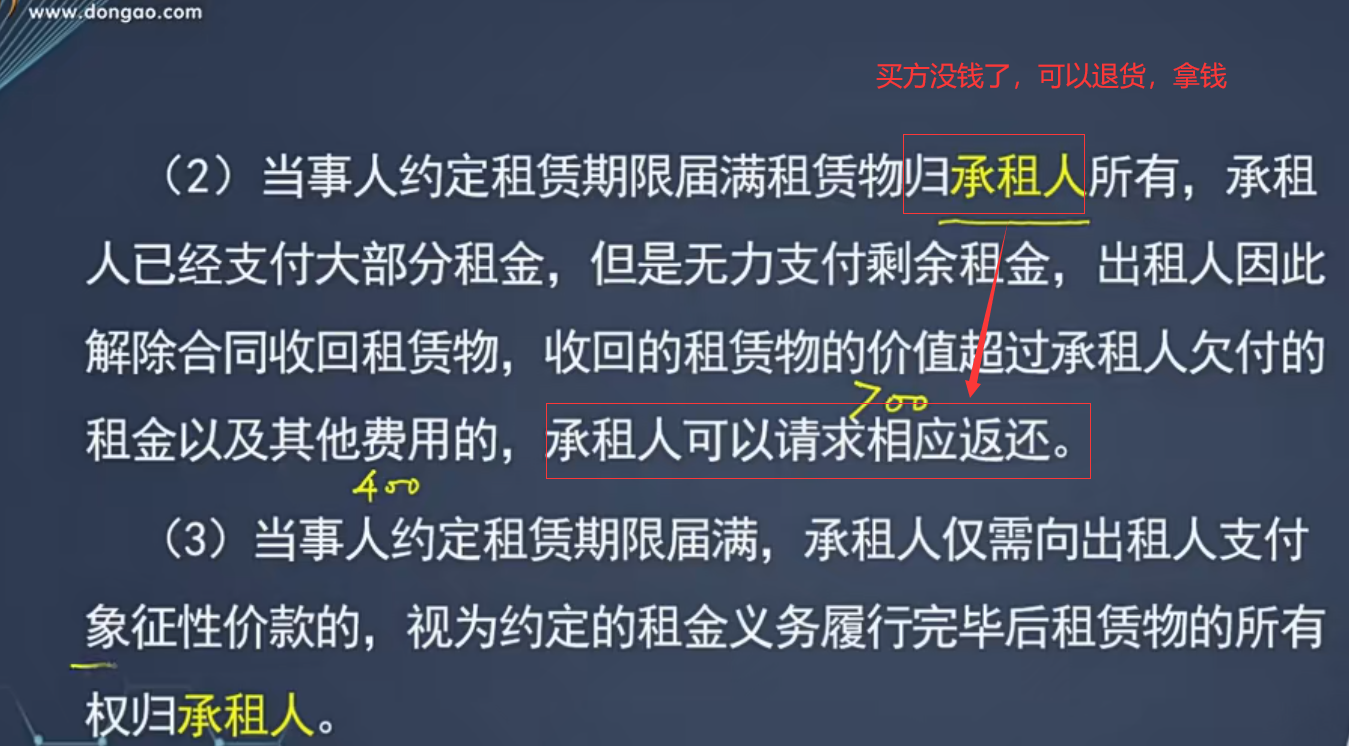 www.dongao.com
买方没钱了，可以退货，拿钱
（2）当事人约定租赁期限届满租赁物归承租人所有，承租
人已经支付大部分租金，但是无力支付剩余租金，出租人因此
解除合同收回租赁物，收回的租赁物的价值超过承租人欠付的
700
租金以及其他费用的，承租人可以请求相应返还。
400
（3）当事人约定租赁期限届满，承租人仅需向出租人支付
象征性价款的，视为约定的租金义务履行完毕后租赁物的所有
权归承租人。